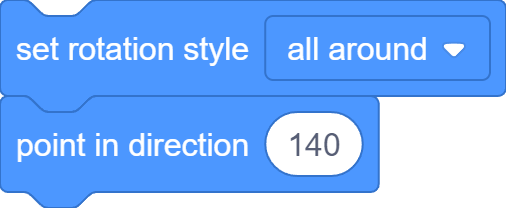 set rotation style all around
point in direction 140